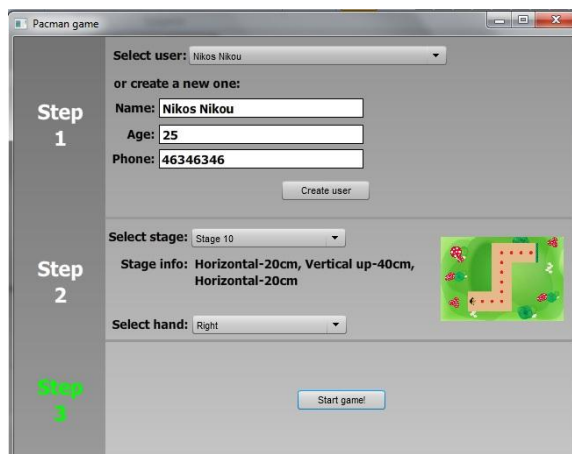 Pacman game
Select user: Nikos Nikou
or create a new one:
Step
1
Name: Nikos Nikou
Age: 25
Phone: 46346346
Create user
Select stage: Stage 10
Step
2
Stage info: Horizontal-20cm, Vertical up-40cm,
Horizontal-20cm
Select hand: Right
Step
3
Start game!